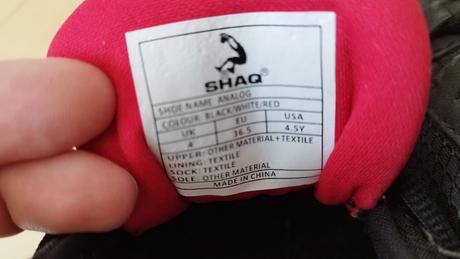 SHAQ®
SHOE NAME ANALOG
COLOUR: BLACK/WHITE/RED
UK EU USA
4 36.5 4.5Y
UPPER: OTHER MATERIAL+TEXTILE
LINING: TEXTILE
SOCK: TEXTILE
SOLE: OTHER MATERIAL
MADE IN CHINA